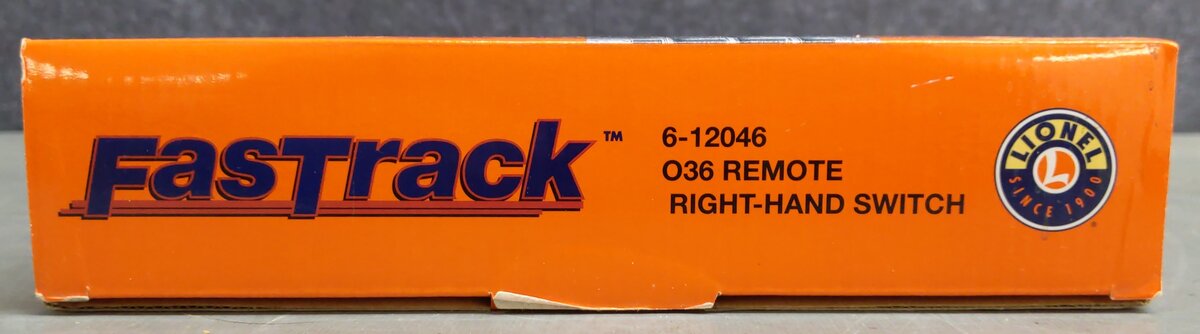 FasTrack™
6-12046
O36 REMOTE
RIGHT-HAND SWITCH
LIONEL
L
SINCE 1900
®